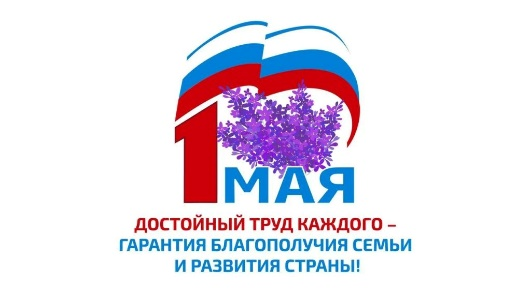 1 МАЯ
ДОСТОЙНЫЙ ТРУД КАЖДОГО –
ГАРАНТИЯ БЛАГОПОЛУЧИЯ СЕМЬИ
И РАЗВИТИЯ СТРАНЫ!